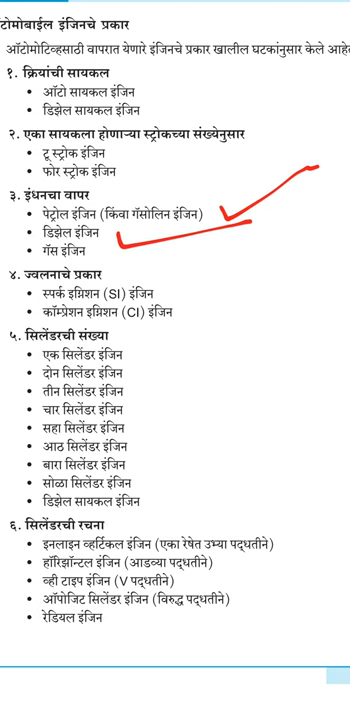 टोमोबाईल इंजिनचे प्रकार
ऑटोमोटिव्हसाठी वापरात येणारे इंजिनचे प्रकार खालील घटकांनुसार केले आहे
१. क्रियांची सायकल
• ऑटो सायकल इंजिन
• डिझेल सायकल इंजिन
२. एका सायकला होणाऱ्या स्ट्रोकच्या संख्येनुसार
• टू स्ट्रोक इंजिन
• फोर स्ट्रोक इंजिन
३. इंधनचा वापर
• पेट्रोल इंजिन (किंवा गॅसोलिन इंजिन)
• डिझेल इंजिन
• गॅस इंजिन
४. ज्वलनाचे प्रकार
• स्पर्क इग्निशन (SI) इंजिन
• कॉम्प्रेशन इग्निशन (CI) इंजिन
५. सिलेंडरची संख्या
• एक सिलेंडर इंजिन
• दोन सिलेंडर इंजिन
• तीन सिलेंडर इंजिन
• चार सिलेंडर इंजिन
• सहा सिलेंडर इंजिन
• आठ सिलेंडर इंजिन
• बारा सिलेंडर इंजिन
• सोळा सिलेंडर इंजिन
• डिझेल सायकल इंजिन
६. सिलेंडरची रचना
• इनलाइन व्हर्टिकल इंजिन (एका रेषेत उभ्या पद्धतीने)
• हॉरिझॉन्टल इंजिन (आडव्या पद्धतीने)
• व्ही टाइप इंजिन (V पद्धतीने)
• ऑपोजिट सिलेंडर इंजिन (विरुद्ध पद्धतीने)
• रेडियल इंजिन